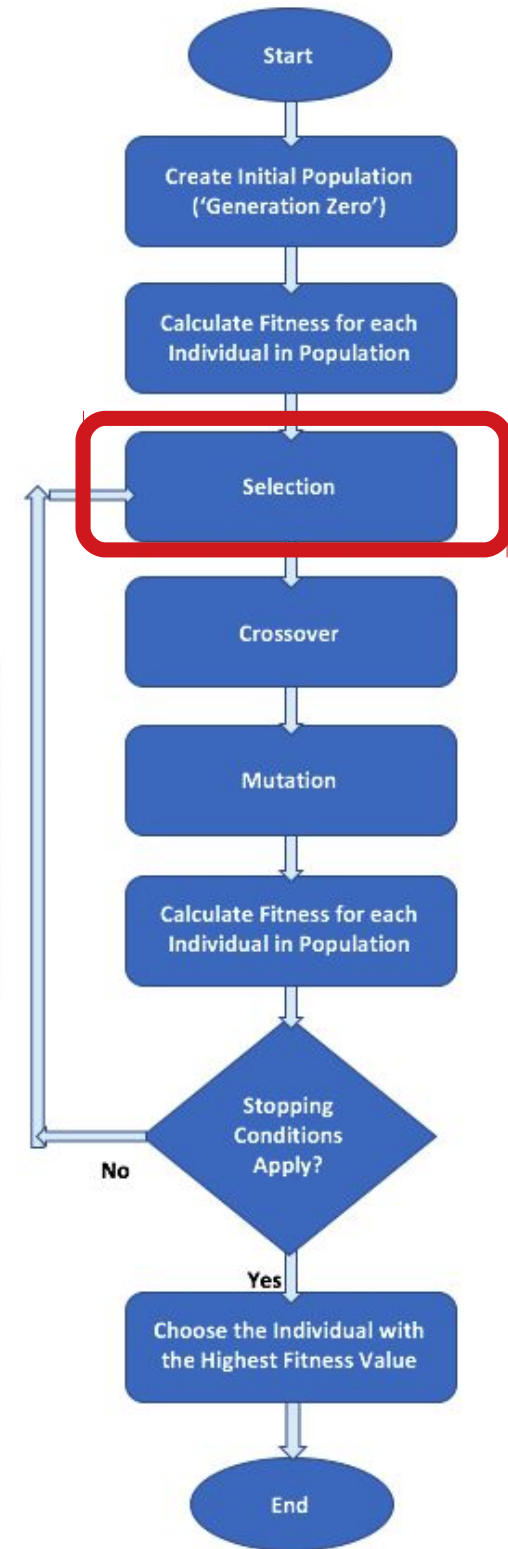 Start
Create Initial Population
(‘Generation Zero’)
Calculate Fitness for each
Individual in Population
Selection
Crossover
Mutation
Calculate Fitness for each
Individual in Population
Stopping
Conditions
Apply?
No
Yes
Choose the Individual with
the Highest Fitness Value
End